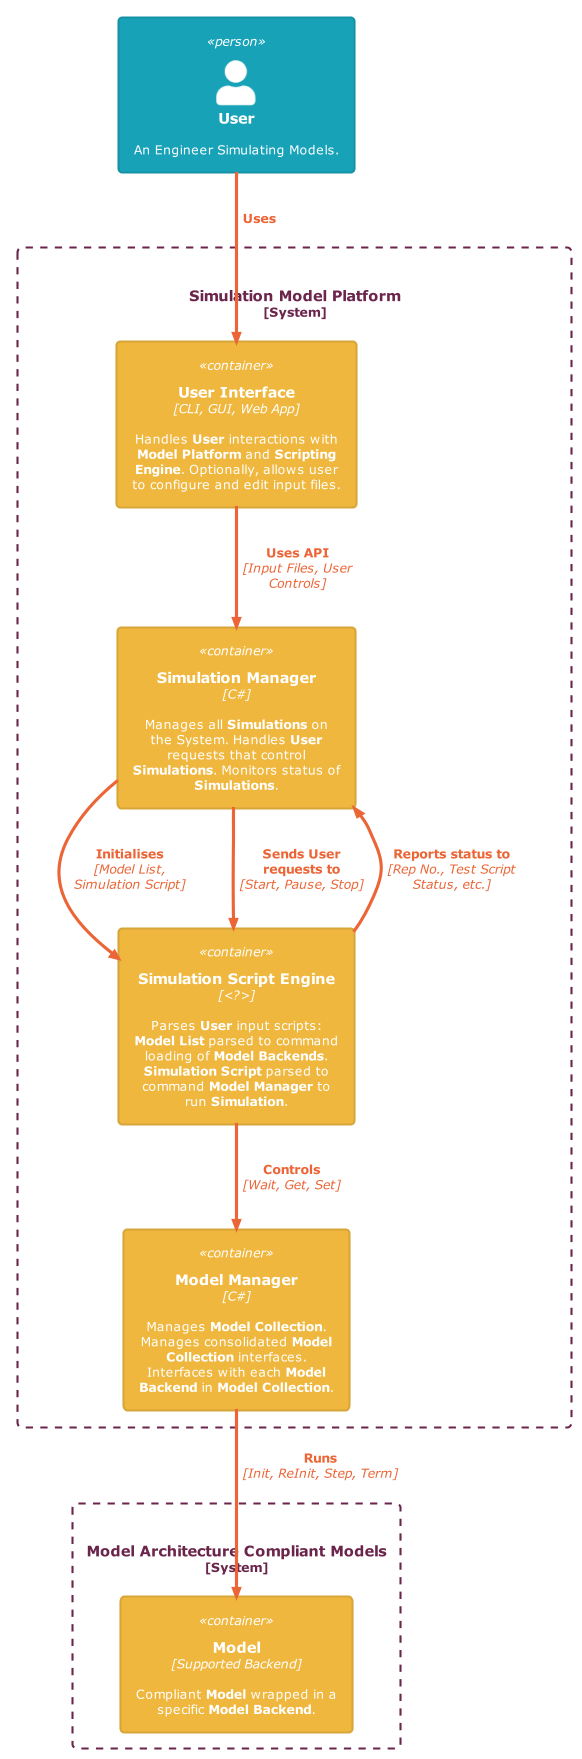 «person»
User
An Engineer Simulating Models.
Uses
Simulation Model Platform
[System]
«container»
User Interface
[CLI, GUI, Web App]
Handles User interactions with
Model Platform and Scripting
Engine. Optionally, allows user
to configure and edit input files.
Uses API
[Input Files, User
Controls]
«container»
Simulation Manager
[C#]
Manages all Simulations on
the System. Handles User
requests that control
Simulations. Monitors status of
Simulations.
Initialises
[Model List,
Simulation Script]
Sends User
requests to
[Start, Pause, Stop]
Reports status to
[Rep No., Test Script
Status, etc.]
«container»
Simulation Script Engine
[<?>]
Parses User input scripts:
Model List parsed to command
loading of Model Backends.
Simulation Script parsed to
command Model Manager to
run Simulation.
Controls
[Wait, Get, Set]
«container»
Model Manager
[C#]
Manages Model Collection.
Manages consolidated Model
Collection interfaces.
Interfaces with each Model
Backend in Model Collection.
Runs
[Init, ReInit, Step, Term]
Model Architecture Compliant Models
[System]
«container»
Model
[Supported Backend]
Compliant Model wrapped in a
specific Model Backend.